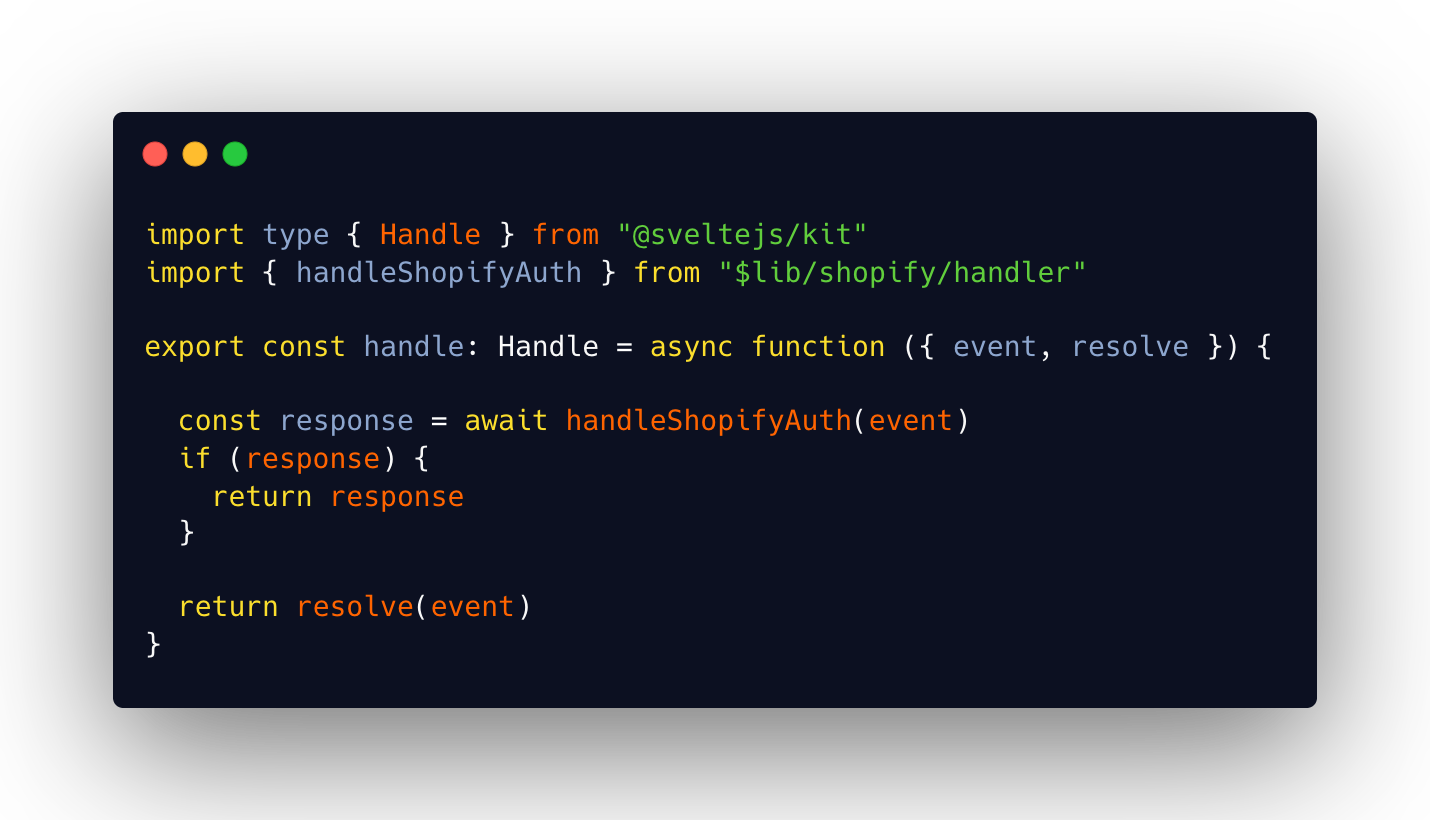 import type { Handle } from "@sveltejs/kit"
import { handleShopifyAuth } from "$lib/shopify/handler"
export const handle: Handle = async function ({ event, resolve }) {
const response = await handleShopifyAuth(event)
if (response) {
return response
}
return resolve(event)
}